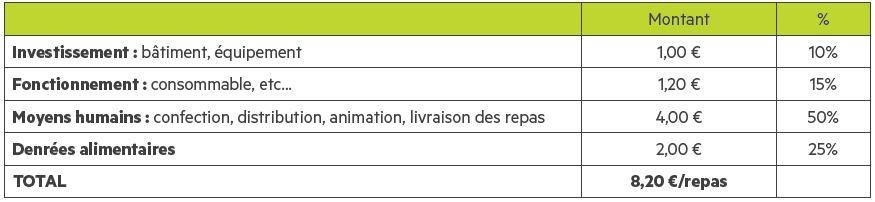 Montant %
Investissement : bâtiment, équipement 1,00 € 10%
Fonctionnement : consommable, etc... 1,20 € 15%
Moyens humains : confection, distribution, animation, livraison des repas 4,00 € 50%
Denrées alimentaires 2,00 € 25%
TOTAL 8,20 €/repas